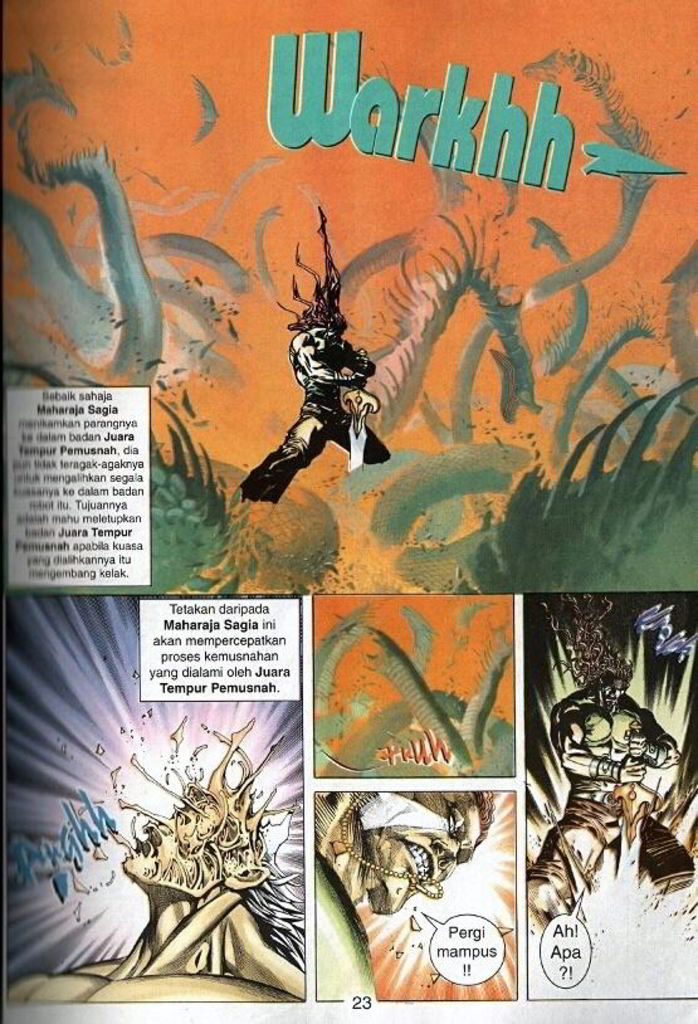 Warkhh
Sebaik sahaja
Maharaja Sagia
menikamkan parangnya
ke dalam badan Juara
Tempur Pemusnah, dia
pun tidak teragak-agaknya
untuk mengalihkan segala
kuasanya ke dalam badan
robot itu. Tujuannya
adalah mahu meletupkan
badan Juara Tempur
Pemusnah apabila kuasa
yang dialihkannya itu
mengembang kelak.
Tetakan daripada
Maharaja Sagia ini
akan mempercepatkan
proses kemusnahan
yang dialami oleh Juara
Tempur Pemusnah.
Pergi
mampus
!!
Ah!
Apa
?!
23